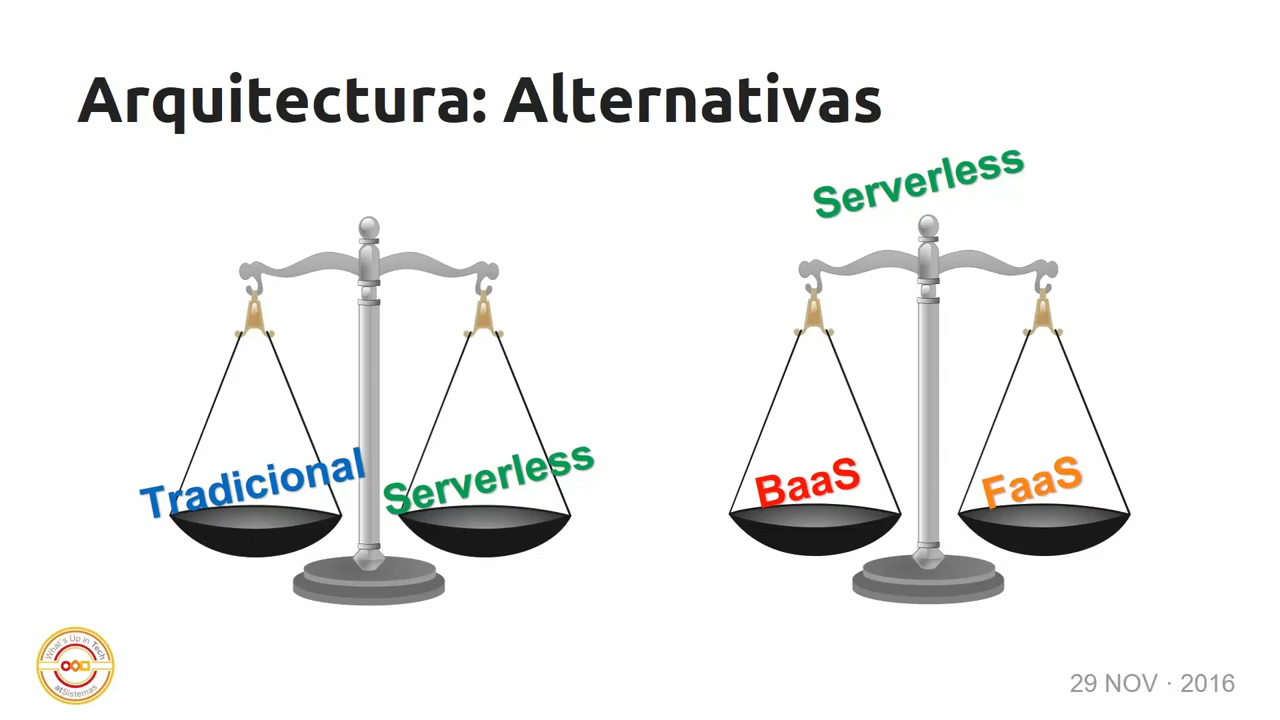 Arquitectura: Alternativas
Serverless
Tradicional
Serverless
BaaS
FaaS
What's Up in Tech
atSistemas
29 NOV · 2016